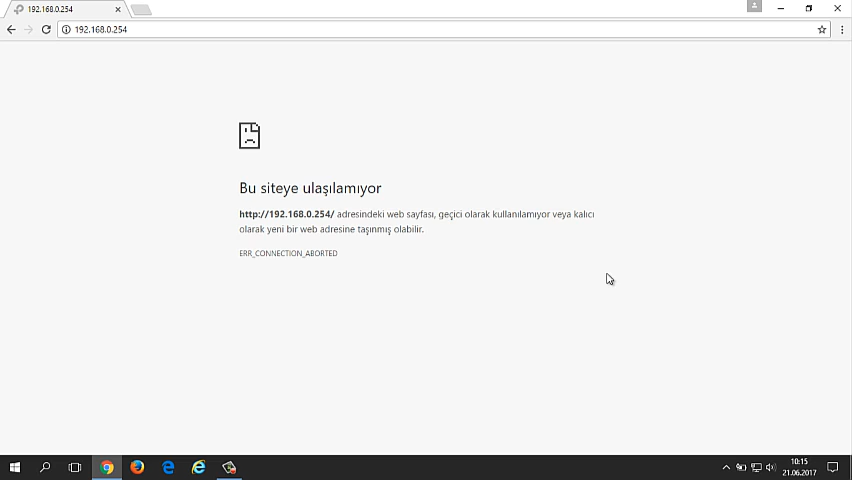 192.168.0.254
192.168.0.254
Bu siteye ulaşılamıyor
http://192.168.0.254/ adresindeki web sayfası, geçici olarak kullanılamıyor veya kalıcı
olarak yeni bir web adresine taşınmış olabilir.
ERR_CONNECTION_ABORTED
10:15
21.06.2017